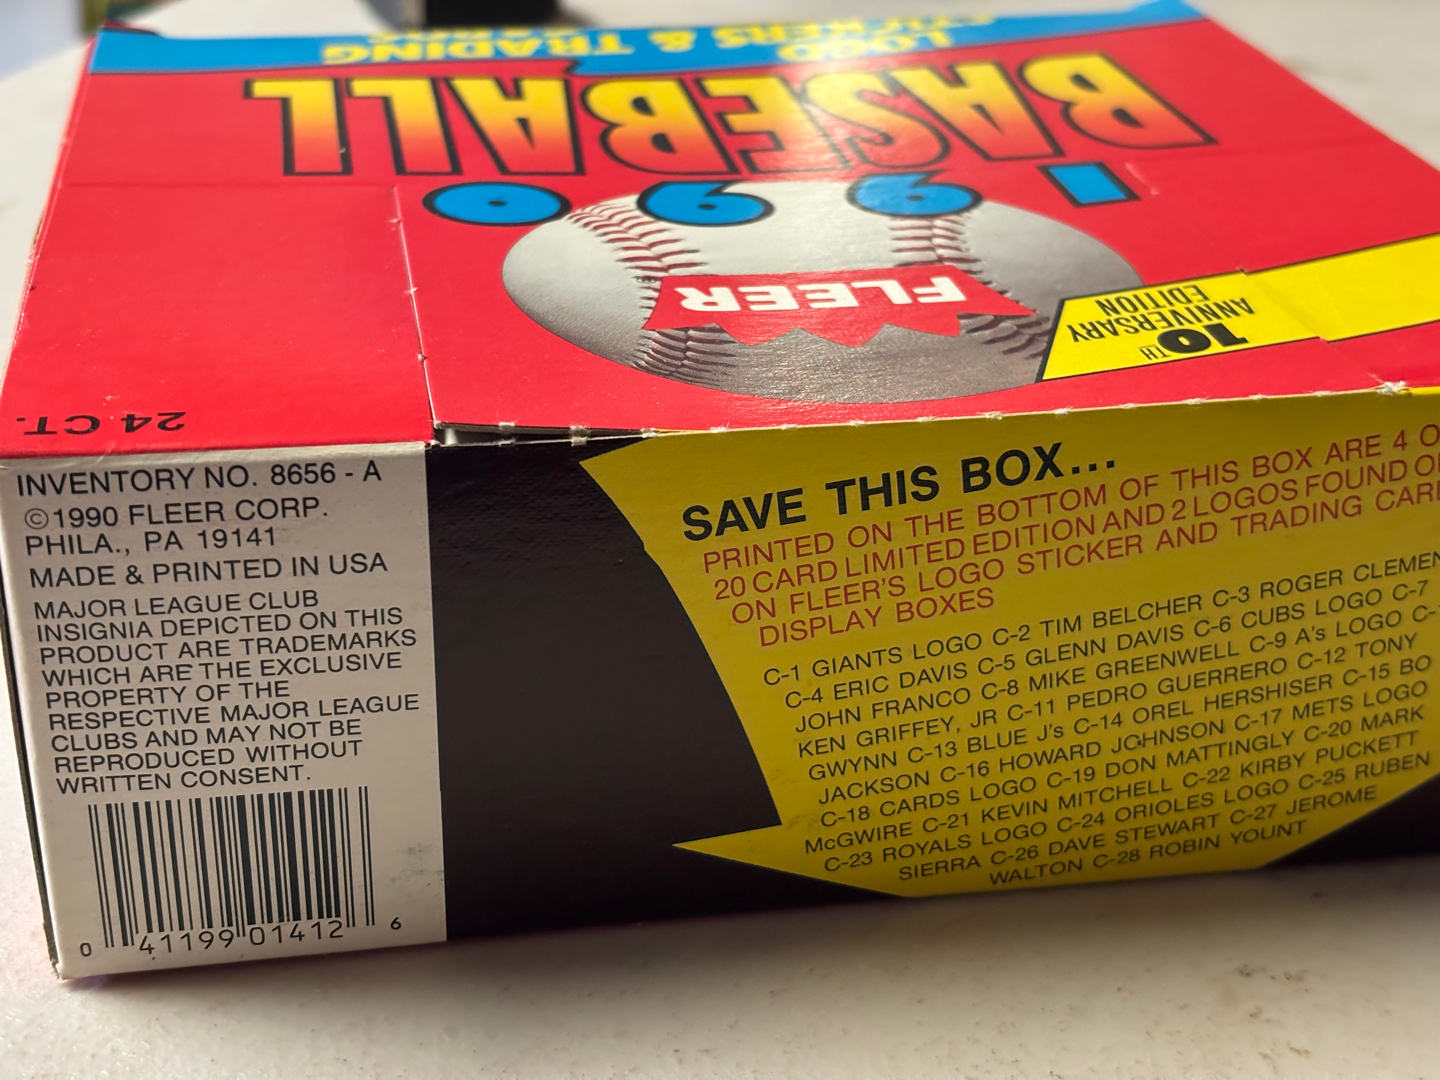 LOGO
STICKERS & TRADING
CARDS
BASEBALL
1990
FLEER
10TH
ANNIVERSARY
EDITION
24 CT.
INVENTORY NO. 8656 - A
©1990 FLEER CORP.
PHILA., PA 19141
MADE & PRINTED IN USA
MAJOR LEAGUE CLUB
INSIGNIA DEPICTED ON THIS
PRODUCT ARE TRADEMARKS
WHICH ARE THE EXCLUSIVE
PROPERTY OF THE
RESPECTIVE MAJOR LEAGUE
CLUBS AND MAY NOT BE
REPRODUCED WITHOUT
WRITTEN CONSENT.
0 41199 01412 6
SAVE THIS BOX...
PRINTED ON THE BOTTOM OF THIS BOX ARE 4
20 CARD LIMITED EDITION AND 2 LOGOS FOUND
ON FLEER'S LOGO STICKER AND TRADING
DISPLAY BOXES
C-1 GIANTS LOGO C-2 TIM BELCHER C-3 ROGER
C-4 ERIC DAVIS C-5 GLENN DAVIS C-6 CUBS LOGO C-7
JOHN FRANCO C-8 MIKE GREENWELL C-9 A's LOGO
KEN GRIFFEY, JR C-11 PEDRO GUERRERO C-12 TONY
GWYNN C-13 BLUE J's C-14 OREL HERSHISER C-15 BO
JACKSON C-16 HOWARD JOHNSON C-17 METS LOGO
C-18 CARDS LOGO C-19 DON MATTINGLY C-20 MARK
McGWIRE C-21 KEVIN MITCHELL C-22 KIRBY PUCKETT
C-23 ROYALS LOGO C-24 ORIOLES LOGO C-25 RUBEN
SIERRA C-26 DAVE STEWART C-27 JEROME
WALTON C-28 ROBIN YOUNT